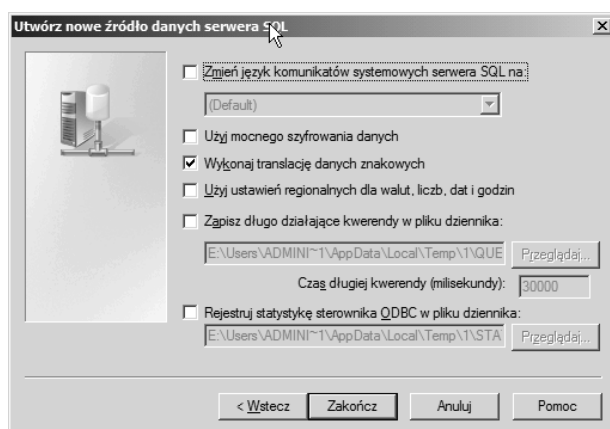 Utwórz nowe źródło danych serwera SQL
Zmień język komunikatów systemowych serwera SQL na:
(Default)
Użyj mocnego szyfrowania danych
Wykonaj translację danych znakowych
Użyj ustawień regionalnych dla walut, liczb, dat i godzin
Zapisz długo działające kwerendy w pliku dziennika:
E:\Users\ADMINI~1\AppData\Local\Temp\1\QUE
Przeglądaj...
Czas długiej kwerendy (milisekundy):
30000
Rejestruj statystykę sterownika ODBC w pliku dziennika:
E:\Users\ADMINI~1\AppData\Local\Temp\1\STA
Przeglądaj...
< Wstecz
Zakończ
Anuluj
Pomoc